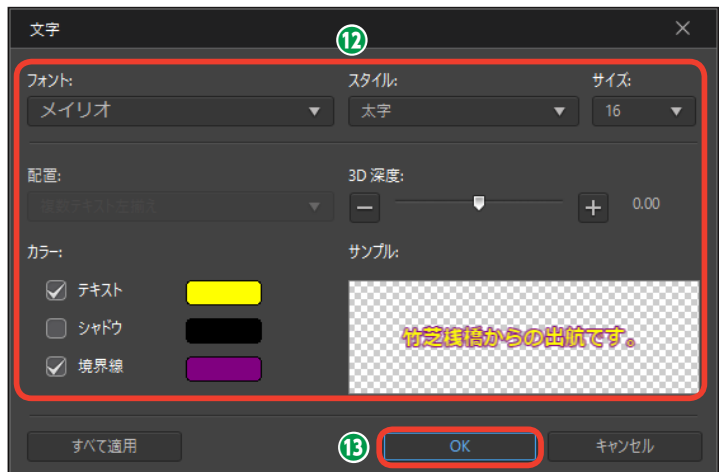 文字
⑫
フォント: スタイル: サイズ:
メイリオ 太字 16
配置: 3D 深度:
複数テキスト左揃え 0.00
カラー: サンプル:
テキスト
シャドウ
境界線
竹芝桟橋からの出航です。
すべて適用 ⑬ OK キャンセル